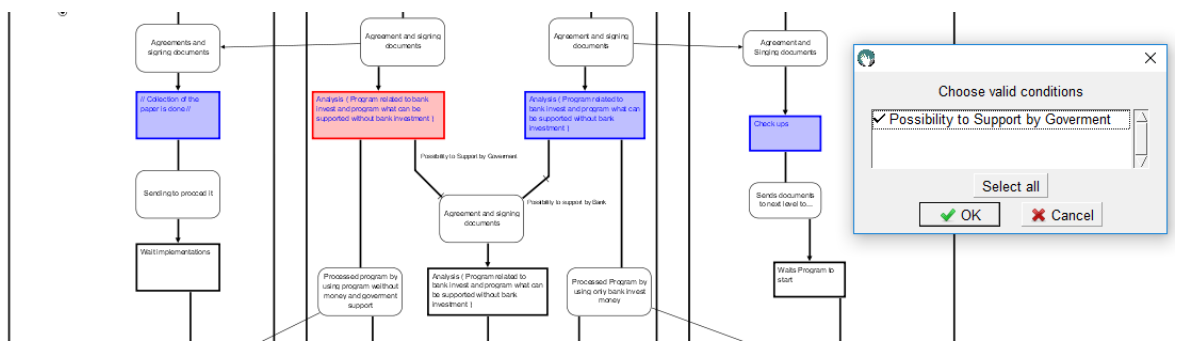 Agreements and
signing documents
Agreement and signing
documents
Agreement and signing
documents
Agreement and
Singing documents
// Collection of the
paper is done //
Analysis ( Program related to bank
invest and program what can be
supported without bank
investment )
Analysis ( Program related to
bank invest and program what can
be supported without bank
investment )
Check ups
Possibility to Support by Goverment
Sending to procced it
Agreement and signing
documents
Possibility to support by Bank
Sends documents
to next level to...
Wait Implementations
Processed program by
using program weithout
money and goverment
support
Analysis ( Program related to
bank invest and program what can
be supported without bank
investment )
Processed Program by
using only bank invest
money
Waits Program to
start
Choose valid conditions
Possibility to Support by Goverment
Select all
OK
Cancel